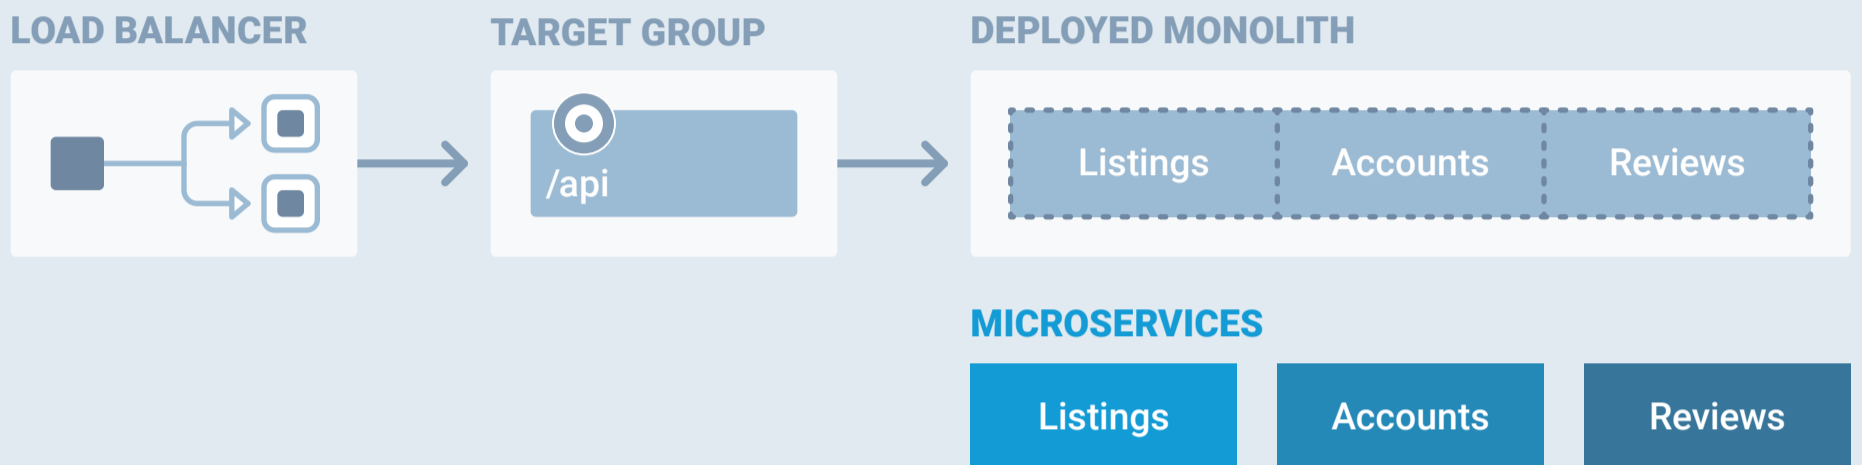 LOAD BALANCER
TARGET GROUP
DEPLOYED MONOLITH
/api
Listings
Accounts
Reviews
MICROSERVICES
Listings
Accounts
Reviews